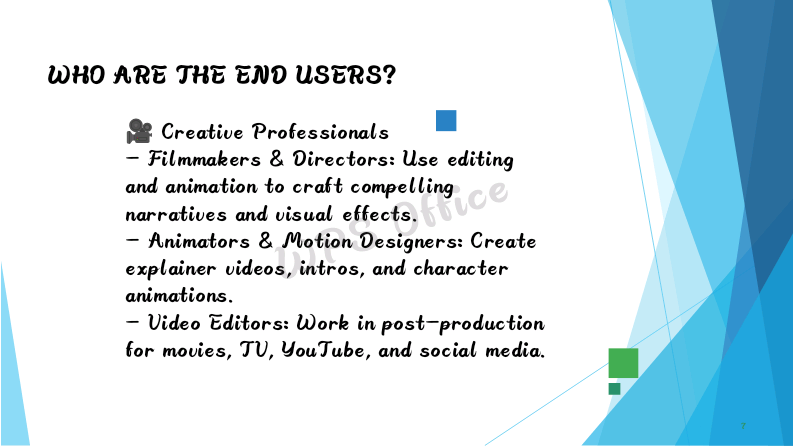 WHO ARE THE END USERS?
🎥 Creative Professionals
– Filmmakers & Directors: Use editing
and animation to craft compelling
narratives and visual effects.
– Animators & Motion Designers: Create
explainer videos, intros, and character
animations.
– Video Editors: Work in post-production
for movies, TV, YouTube, and social media.
WPS Office
7